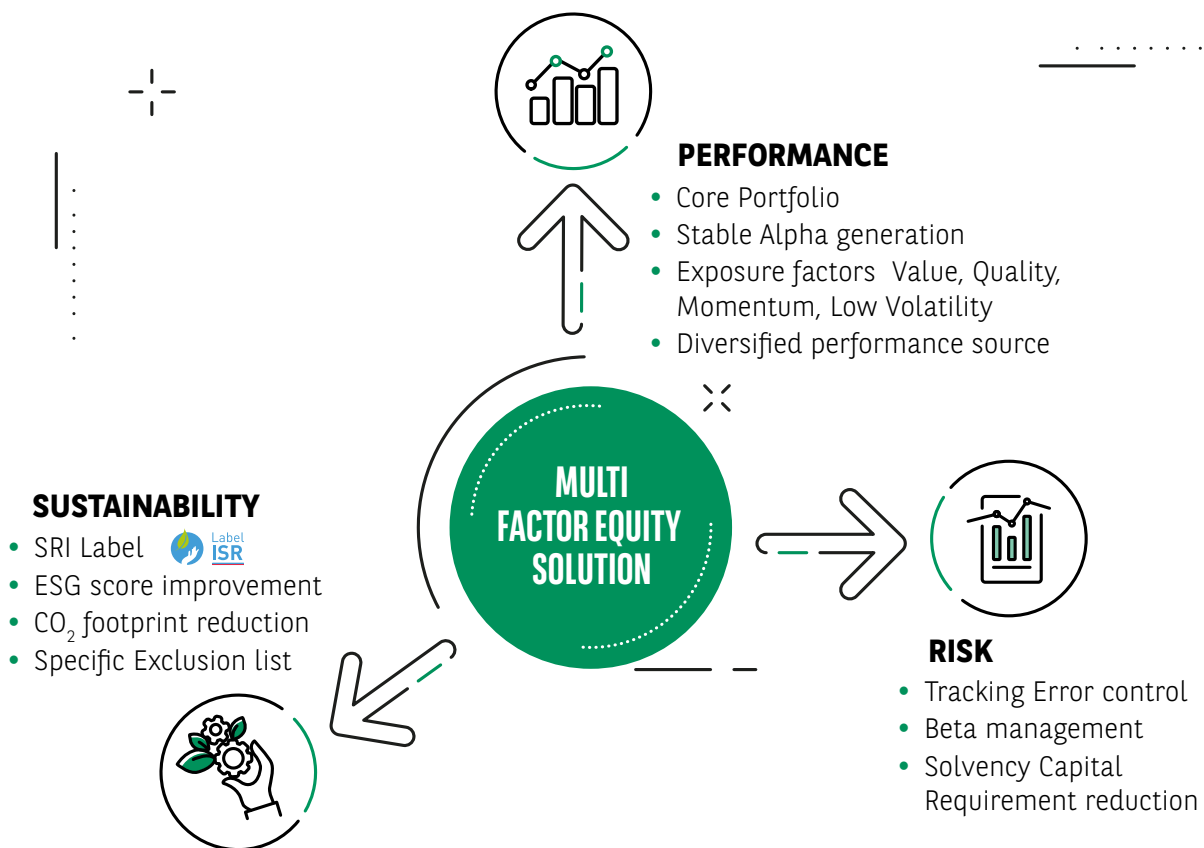 PERFORMANCE
• Core Portfolio
• Stable Alpha generation
• Exposure factors  Value, Quality,
Momentum, Low Volatility
• Diversified performance source
MULTI
FACTOR EQUITY
SOLUTION
SUSTAINABILITY
• SRI Label
Label
ISR
• ESG score improvement
• CO₂ footprint reduction
• Specific Exclusion list
RISK
• Tracking Error control
• Beta management
• Solvency Capital
Requirement reduction